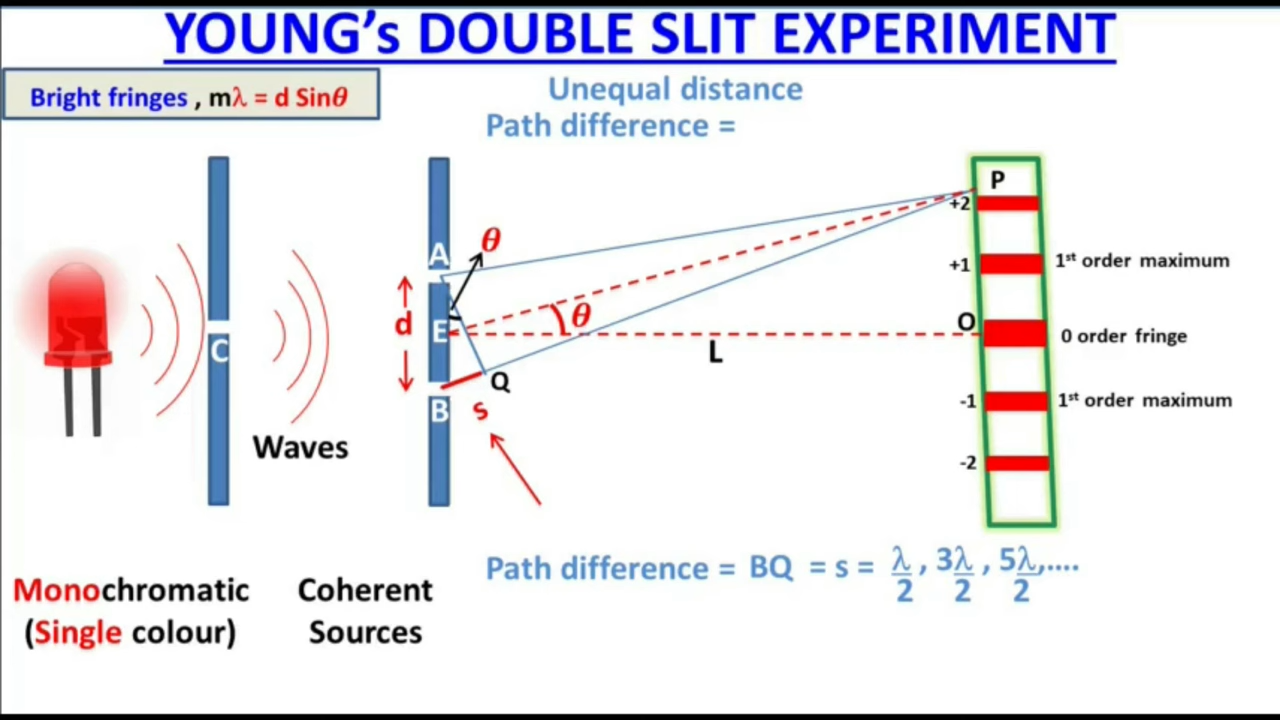 YOUNG's DOUBLE SLIT EXPERIMENT
Bright fringes , mλ = d Sinθ
Unequal distance
Path difference =
P
+2
A
θ
+1
1st order maximum
d
E
θ
O
0 order fringe
C
L
Q
B
s
-1
1st order maximum
Waves
-2
Path difference = BQ = s = λ/2 , 3λ/2 , 5λ/2,....
Monochromatic
(Single colour)
Coherent
Sources